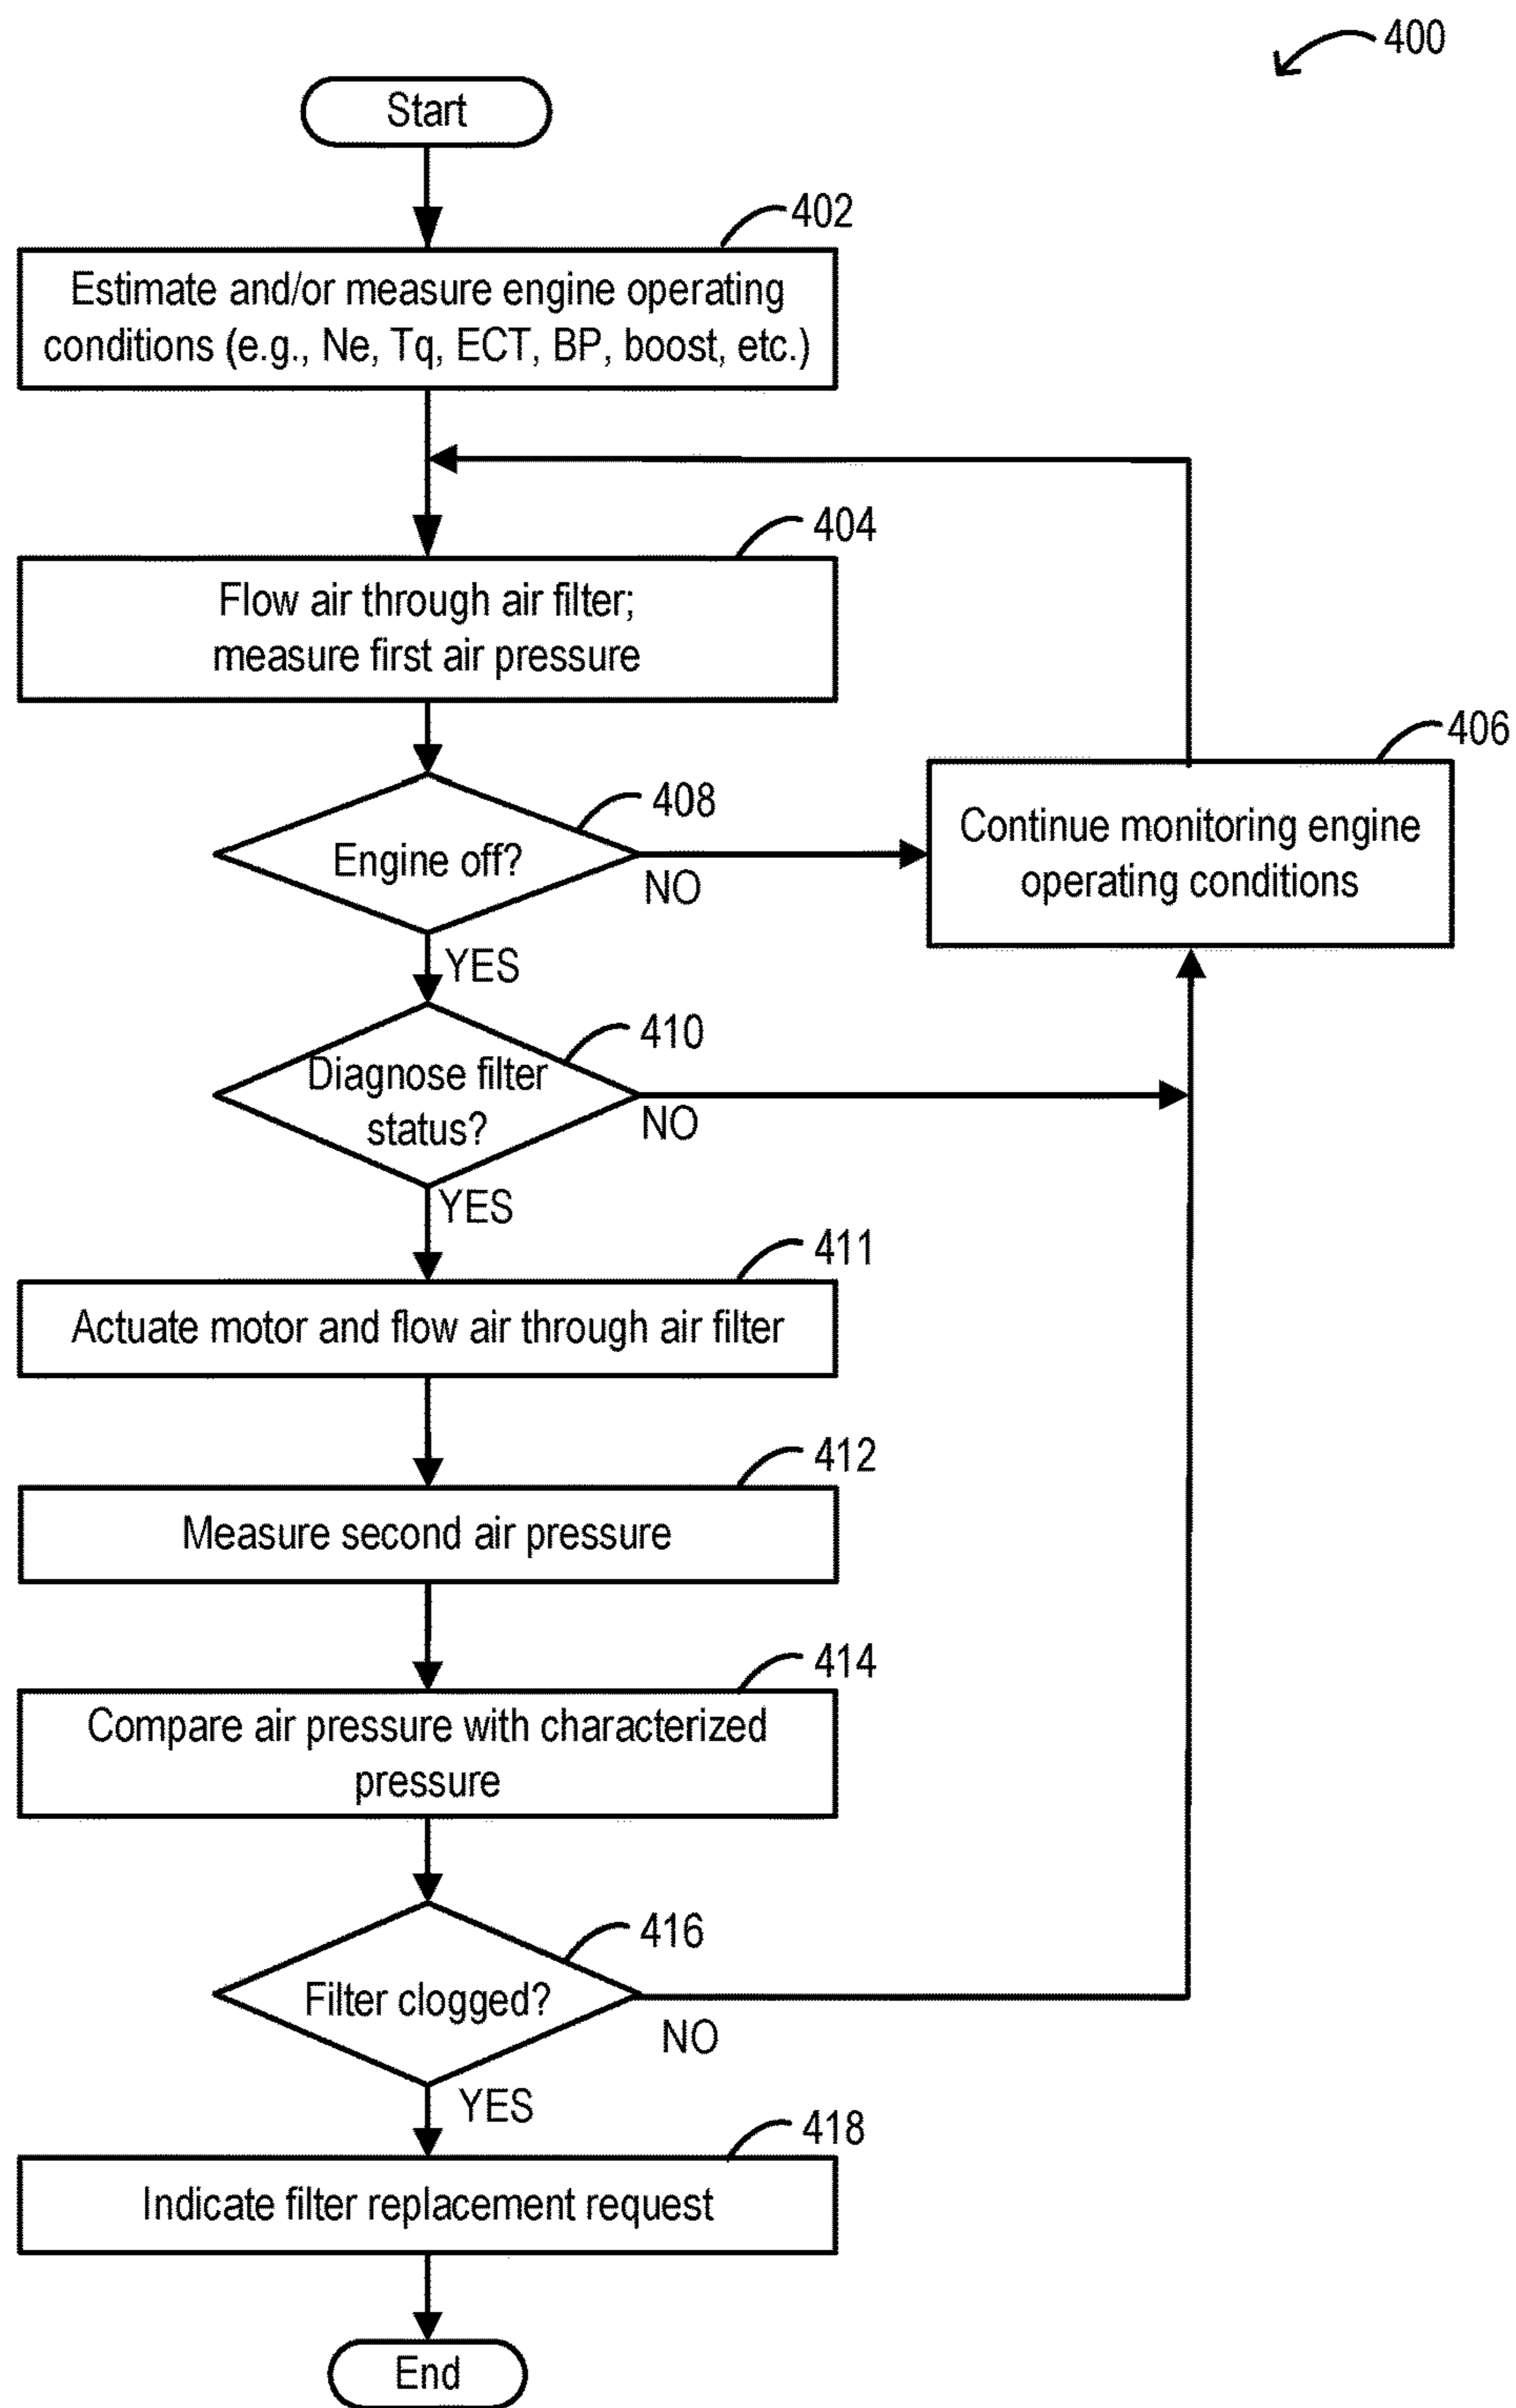 400
Start
402
Estimate and/or measure engine operating
conditions (e.g., Ne, Tq, ECT, BP, boost, etc.)
404
Flow air through air filter;
measure first air pressure
406
Continue monitoring engine
operating conditions
408
Engine off?
NO
YES
410
Diagnose filter
status?
NO
YES
411
Actuate motor and flow air through air filter
412
Measure second air pressure
414
Compare air pressure with characterized
pressure
416
Filter clogged?
NO
YES
418
Indicate filter replacement request
End